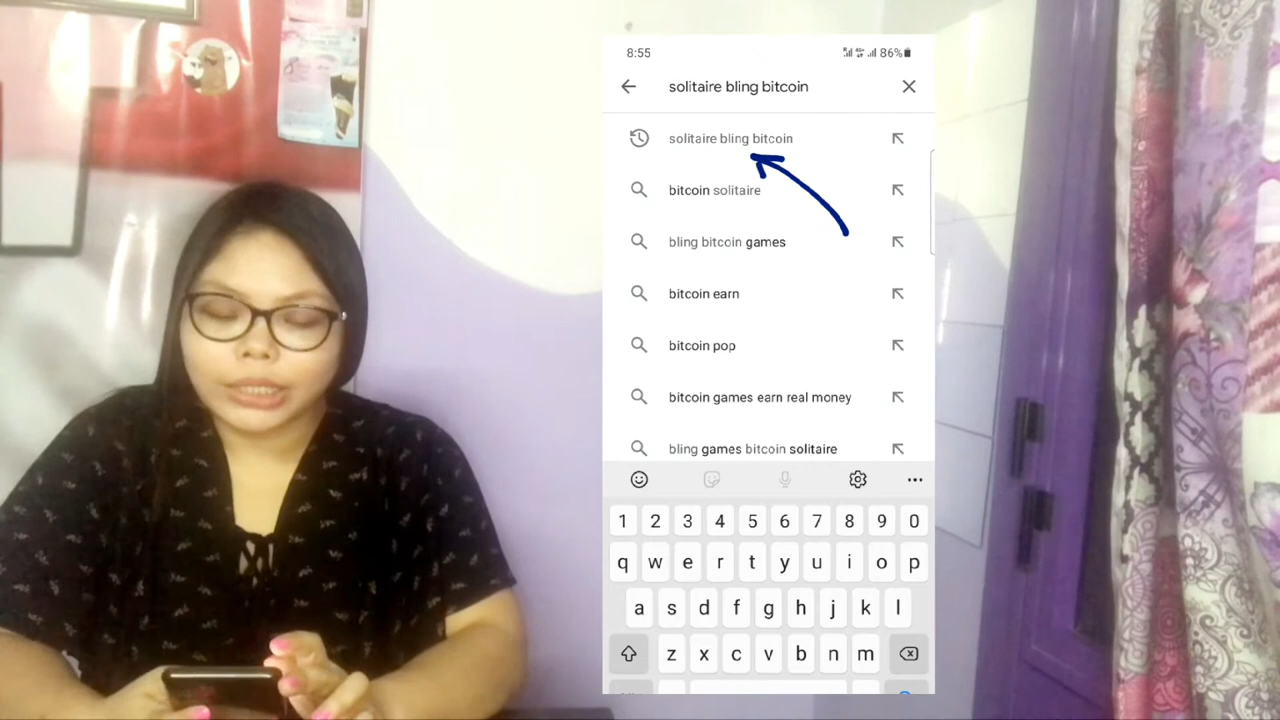 8:55
86%
solitaire bling bitcoin
solitaire bling bitcoin
bitcoin solitaire
bling bitcoin games
bitcoin earn
bitcoin pop
bitcoin games earn real money
bling games bitcoin solitaire
1 2 3 4 5 6 7 8 9 0
q w e r t y u i o p
a s d f g h j k l
z x c v b n m